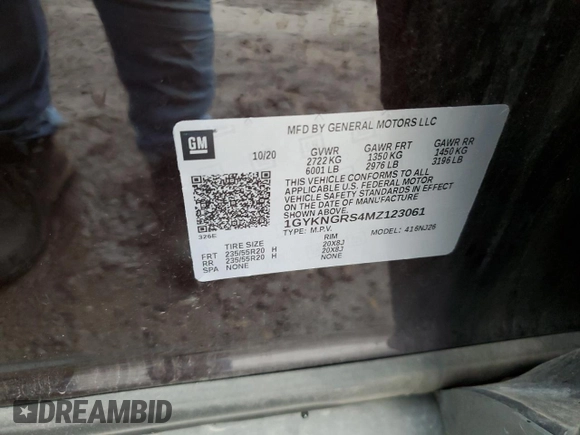 MFD BY GENERAL MOTORS LLC
GM
10/20
GVWR
2722 KG
6001 LB
GAWR FRT
1350 KG
2976 LB
GAWR RR
1450 KG
3196 LB
THIS VEHICLE CONFORMS TO ALL
APPLICABLE U.S. FEDERAL MOTOR
VEHICLE SAFETY STANDARDS IN EFFECT
ON THE DATE OF MANUFACTURE
SHOWN ABOVE.
1GYKNGRS4MZ123061
TYPE: M.P.V.
MODEL: 416NJ26
326E
TIRE SIZE RIM
FRT 235/55R20 H 20X8J
RR 235/55R20 H 20X8J
SPA NONE NONE
DREAMBID